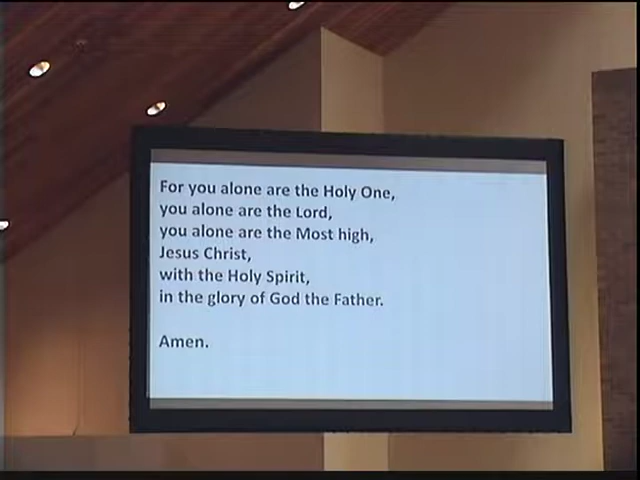 For you alone are the Holy One,
you alone are the Lord,
you alone are the Most high,
Jesus Christ,
with the Holy Spirit,
in the glory of God the Father.
Amen.